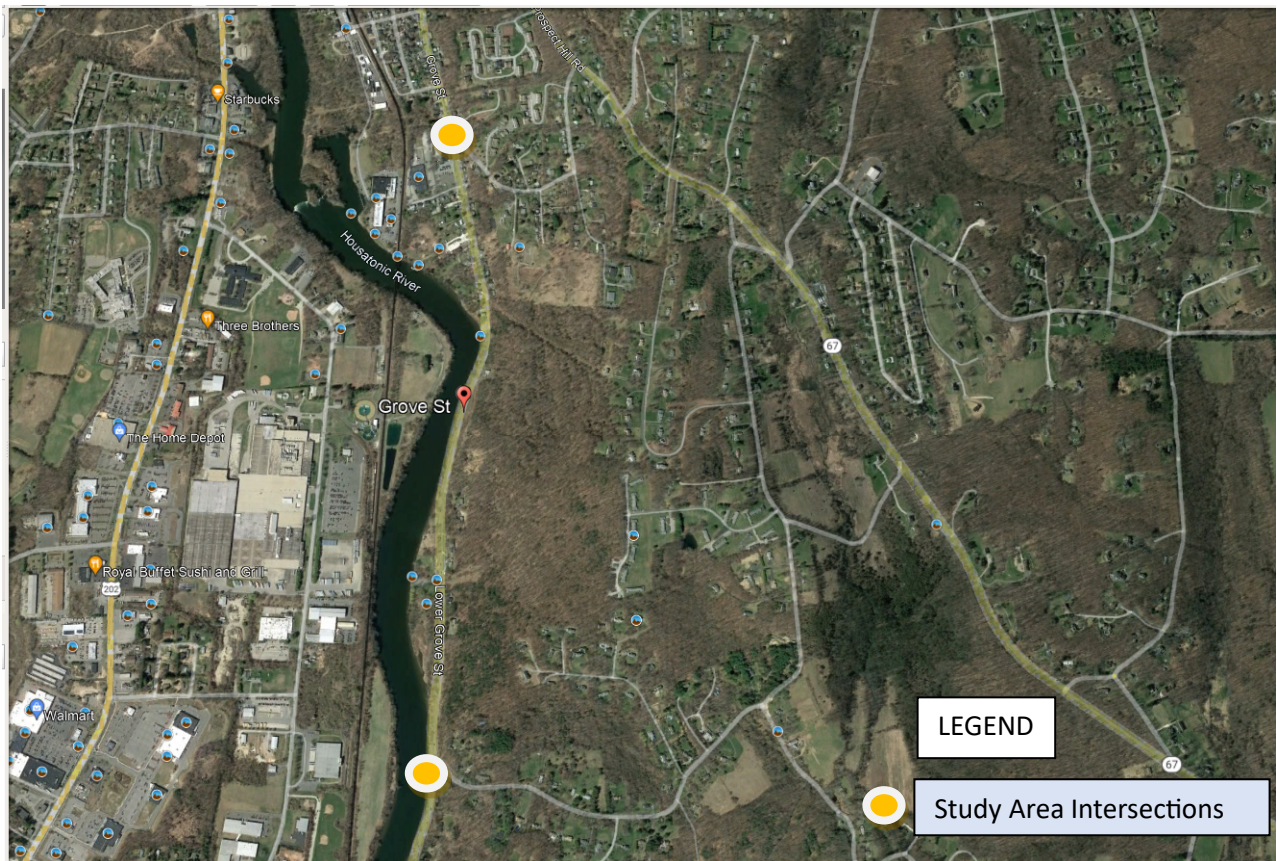 Prospect Hill Rd
Grove St
Starbucks
Housatonic River
Three Brothers
67
Grove St
The Home Depot
Royal Buffet Sushi and Grill
202
Lower Grove St
Walmart
LEGEND
67
Study Area Intersections